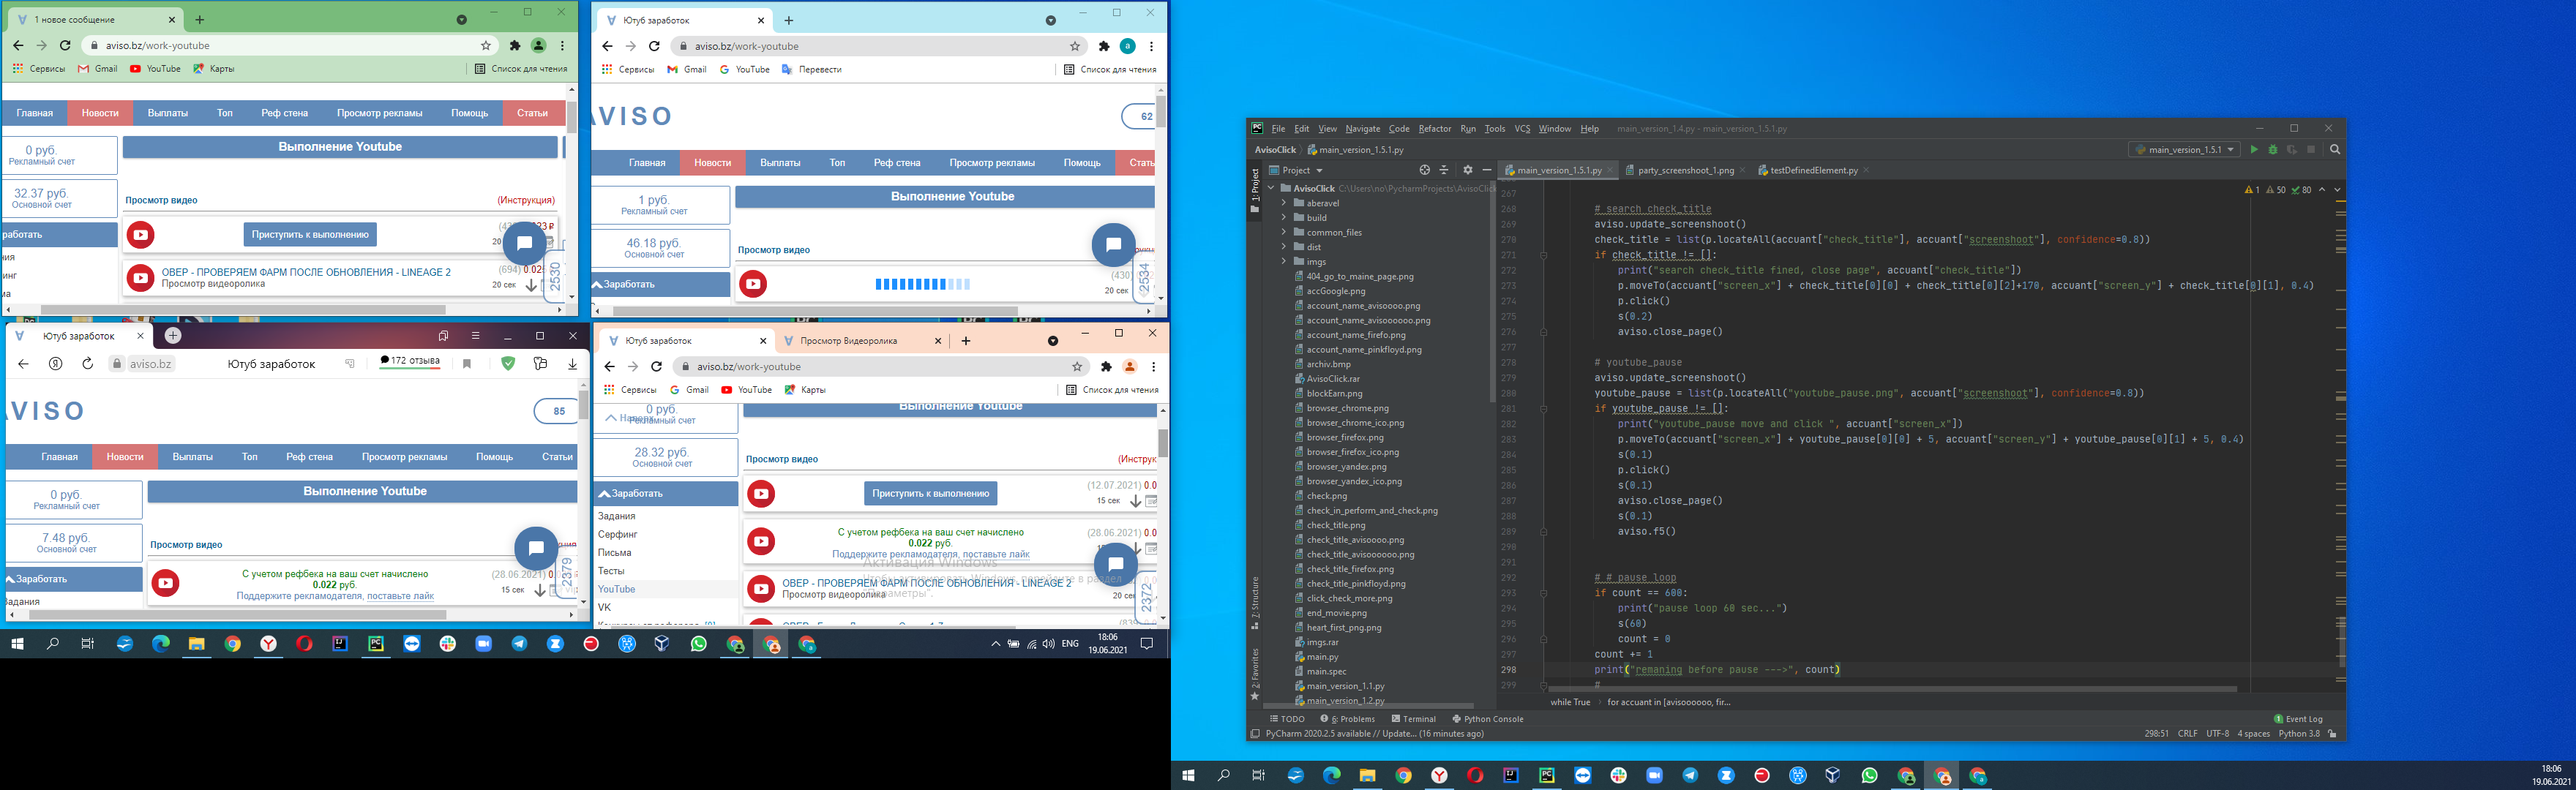 1 новое сообщение
aviso.bz/work-youtube
Сервисы Gmail YouTube Карты Список для чтения
Главная Новости Выплаты Топ Реф стена Просмотр рекламы Помощь Статьи
0 руб.
Рекламный счет
32.37 руб.
Основной счет
Выполнение Youtube
Просмотр видео (Инструкция)
Приступить к выполнению
20
ОВЕР - ПРОВЕРЯЕМ ФАРМ ПОСЛЕ ОБНОВЛЕНИЯ - LINEAGE 2
Просмотр видеоролика
(694)
20 сек
2530
Ютуб заработок
aviso.bz/work-youtube
Сервисы Gmail YouTube Перевести Список для чтения
AVISO
62
Главная Новости Выплаты Топ Реф стена Просмотр рекламы Помощь Стать
1 руб.
Рекламный счет
46.18 руб.
Основной счет
Заработать
Выполнение Youtube
Просмотр видео
(430)
20 сек
2534
Ютуб заработок
aviso.bz Ютуб заработок 172 отзыва
AVISO
85
Главная Новости Выплаты Топ Реф стена Просмотр рекламы Помощь Статьи
0 руб.
Рекламный счет
7.48 руб.
Основной счет
Заработать
Задания
Выполнение Youtube
Просмотр видео
С учетом рефбека на ваш счет начислено
0.022 руб.
Поддержите рекламодателя, поставьте лайк
(28.06.2021)
15 сек
2379
Ютуб заработок Просмотр Видеоролика
aviso.bz/work-youtube
Сервисы Gmail YouTube Карты Список для чтения
0 руб.
Рекламный счет
28.32 руб.
Основной счет
Заработать
Задания
Серфинг
Письма
Тесты
YouTube
VK
Выполнение Youtube
Просмотр видео (Инструк
Приступить к выполнению
(12.07.2021) 0.0
15 сек
С учетом рефбека на ваш счет начислено
0.022 руб.
Поддержите рекламодателя, поставьте лайк
(28.06.2021) 0.0
Активация Windows
ОВЕР - ПРОВЕРЯЕМ ФАРМ ПОСЛЕ ОБНОВЛЕНИЯ - LINEAGE 2
Просмотр видеоролика
20 сек
2372
ENG
18:06
19.06.2021
File Edit View Navigate Code Refactor Run Tools VCS Window Help main_version_1.4.py - main_version_1.5.1.py
AvisoClick main_version_1.5.1.py
main_version_1.5.1
Project
main_version_1.5.1.py party_screenshoot_1.png testDefinedElement.py
1 50 80
1: Project
7: Structure
2: Favorites
AvisoClick C:\Users\no\PycharmProjects\AvisoClick
aberavel
build
common_files
dist
imgs
404_go_to_maine_page.png
accGoogle.png
account_name_avisoooo.png
account_name_avisoooooo.png
account_name_firefo.png
account_name_pinkfloyd.png
archiv.bmp
AvisoClick.rar
blockEarn.png
browser_chrome.png
browser_chrome_ico.png
browser_firefox.png
browser_firefox_ico.png
browser_yandex.png
browser_yandex_ico.png
check.png
check_in_perform_and_check.png
check_title.png
check_title_avisoooo.png
check_title_avisoooooo.png
check_title_firefox.png
check_title_pinkfloyd.png
click_check_more.png
end_movie.png
heart_first_png.png
imgs.rar
main.py
main.spec
main_version_1.1.py
main_version_1.2.py
267
268 # search check_title
269 aviso.update_screenshoot()
270 check_title = list(p.locateAll(accuant["check_title"], accuant["screenshoot"], confidence=0.8))
271 if check_title != []:
272 print("search check_title fined, close page", accuant["check_title"])
273 p.moveTo(accuant["screen_x"] + check_title[0][0] + check_title[0][2]+170, accuant["screen_y"] + check_title[0][1], 0.4)
274 p.click()
275 s(0.2)
276 aviso.close_page()
277
278 # youtube_pause
279 aviso.update_screenshoot()
280 youtube_pause = list(p.locateAll("youtube_pause.png", accuant["screenshoot"], confidence=0.8))
281 if youtube_pause != []:
282 print("youtube_pause move and click ", accuant["screen_x"])
283 p.moveTo(accuant["screen_x"] + youtube_pause[0][0] + 5, accuant["screen_y"] + youtube_pause[0][1] + 5, 0.4)
284 s(0.1)
285 p.click()
286 s(0.1)
287 aviso.close_page()
288 s(0.1)
289 aviso.f5()
290
291
292 # # pause loop
293 if count == 600:
294 print("pause loop 60 sec...")
295 s(60)
296 count = 0
297 count += 1
298 print("remaning before pause --->", count)
299 #
while True for accuant in [avisoooooo, fir...
TODO 6: Problems Terminal Python Console Event Log
PyCharm 2020.2.5 available // Update... (16 minutes ago) 298:51 CRLF UTF-8 4 spaces Python 3.8
18:06
19.06.2021